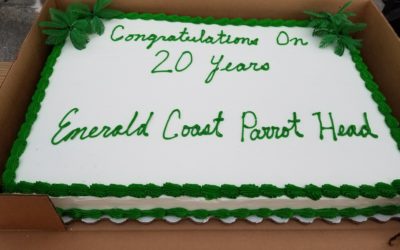 Congratulations On
20 Years
Emerald Coast Parrot Head